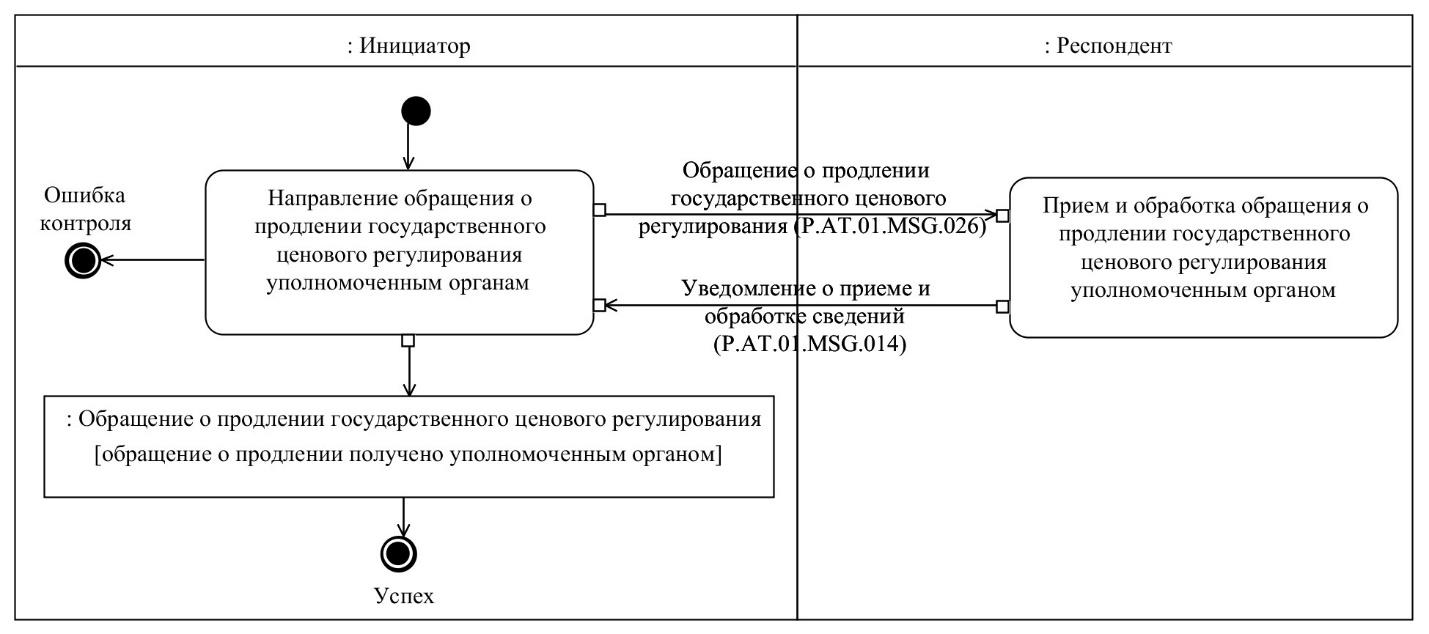 : Инициатор
: Респондент
Ошибка
контроля
Направление обращения о
продлении государственного
ценового регулирования
уполномоченным органам
Обращение о продлении
государственного ценового
регулирования (P.AT.01.MSG.026)
Прием и обработка обращения о
продлении государственного
ценового регулирования
уполномоченным органом
Уведомление о приеме и
обработке сведений
(P.AT.01.MSG.014)
: Обращение о продлении государственного ценового регулирования
[обращение о продлении получено уполномоченным органом]
Успех